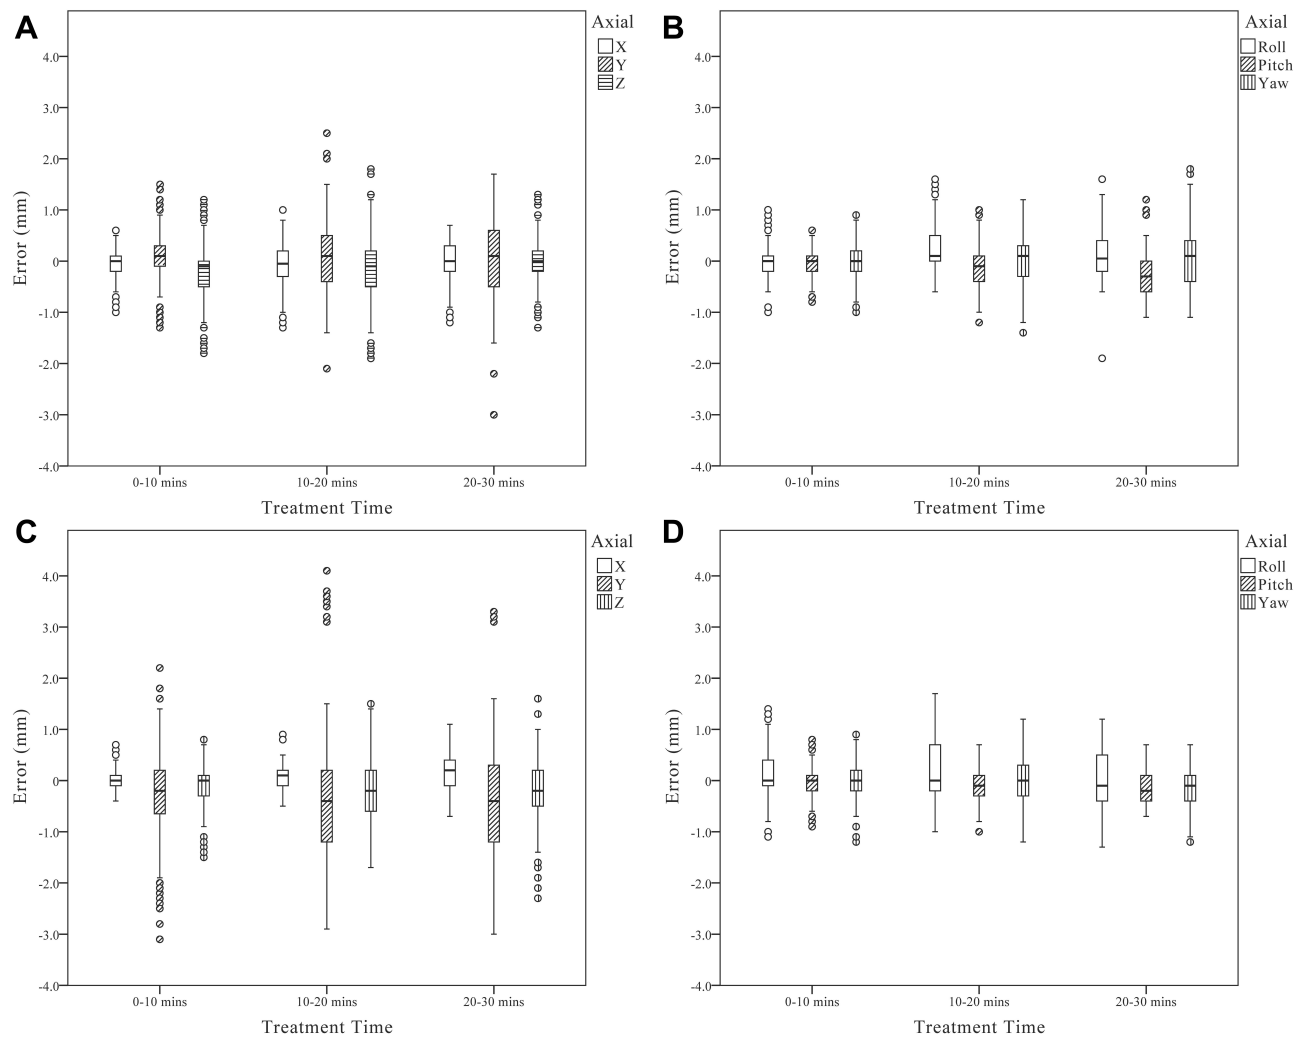 A
Axial
X
Y
Z
4.0
3.0
2.0
1.0
0
-1.0
-2.0
-3.0
-4.0
Error (mm)
0-10 mins
10-20 mins
20-30 mins
Treatment Time
B
Axial
Roll
Pitch
Yaw
4.0
3.0
2.0
1.0
0
-1.0
-2.0
-3.0
-4.0
Error (mm)
0-10 mins
10-20 mins
20-30 mins
Treatment Time
C
Axial
X
Y
Z
4.0
3.0
2.0
1.0
0
-1.0
-2.0
-3.0
-4.0
Error (mm)
0-10 mins
10-20 mins
20-30 mins
Treatment Time
D
Axial
Roll
Pitch
Yaw
4.0
3.0
2.0
1.0
0
-1.0
-2.0
-3.0
-4.0
Error (mm)
0-10 mins
10-20 mins
20-30 mins
Treatment Time